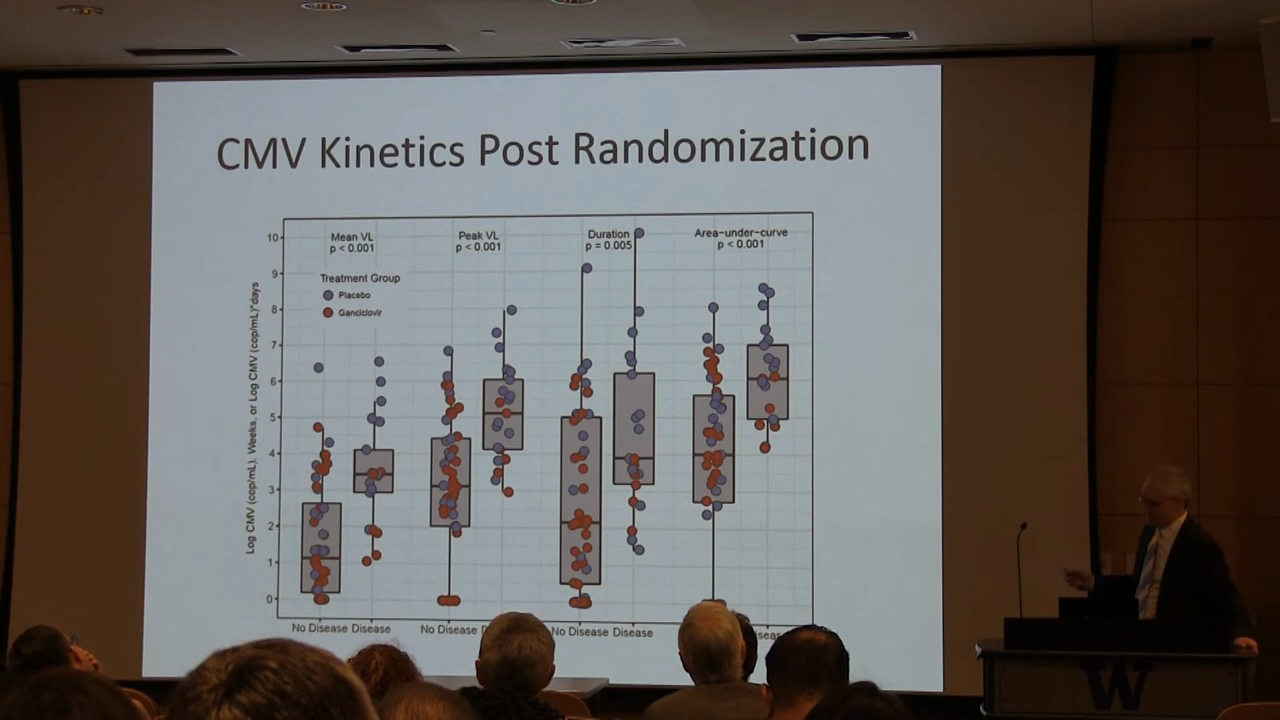 CMV Kinetics Post Randomization
Mean VL
p < 0.001
Peak VL
p < 0.001
Duration
p = 0.005
Area-under-curve
p < 0.001
Treatment Group
Placebo
Ganciclovir
Log CMV (cop/mL), Weeks, or Log CMV (cop/mL)*days
10
9
8
7
6
5
4
3
2
1
0
No Disease Disease
No Disease
No Disease Disease
W